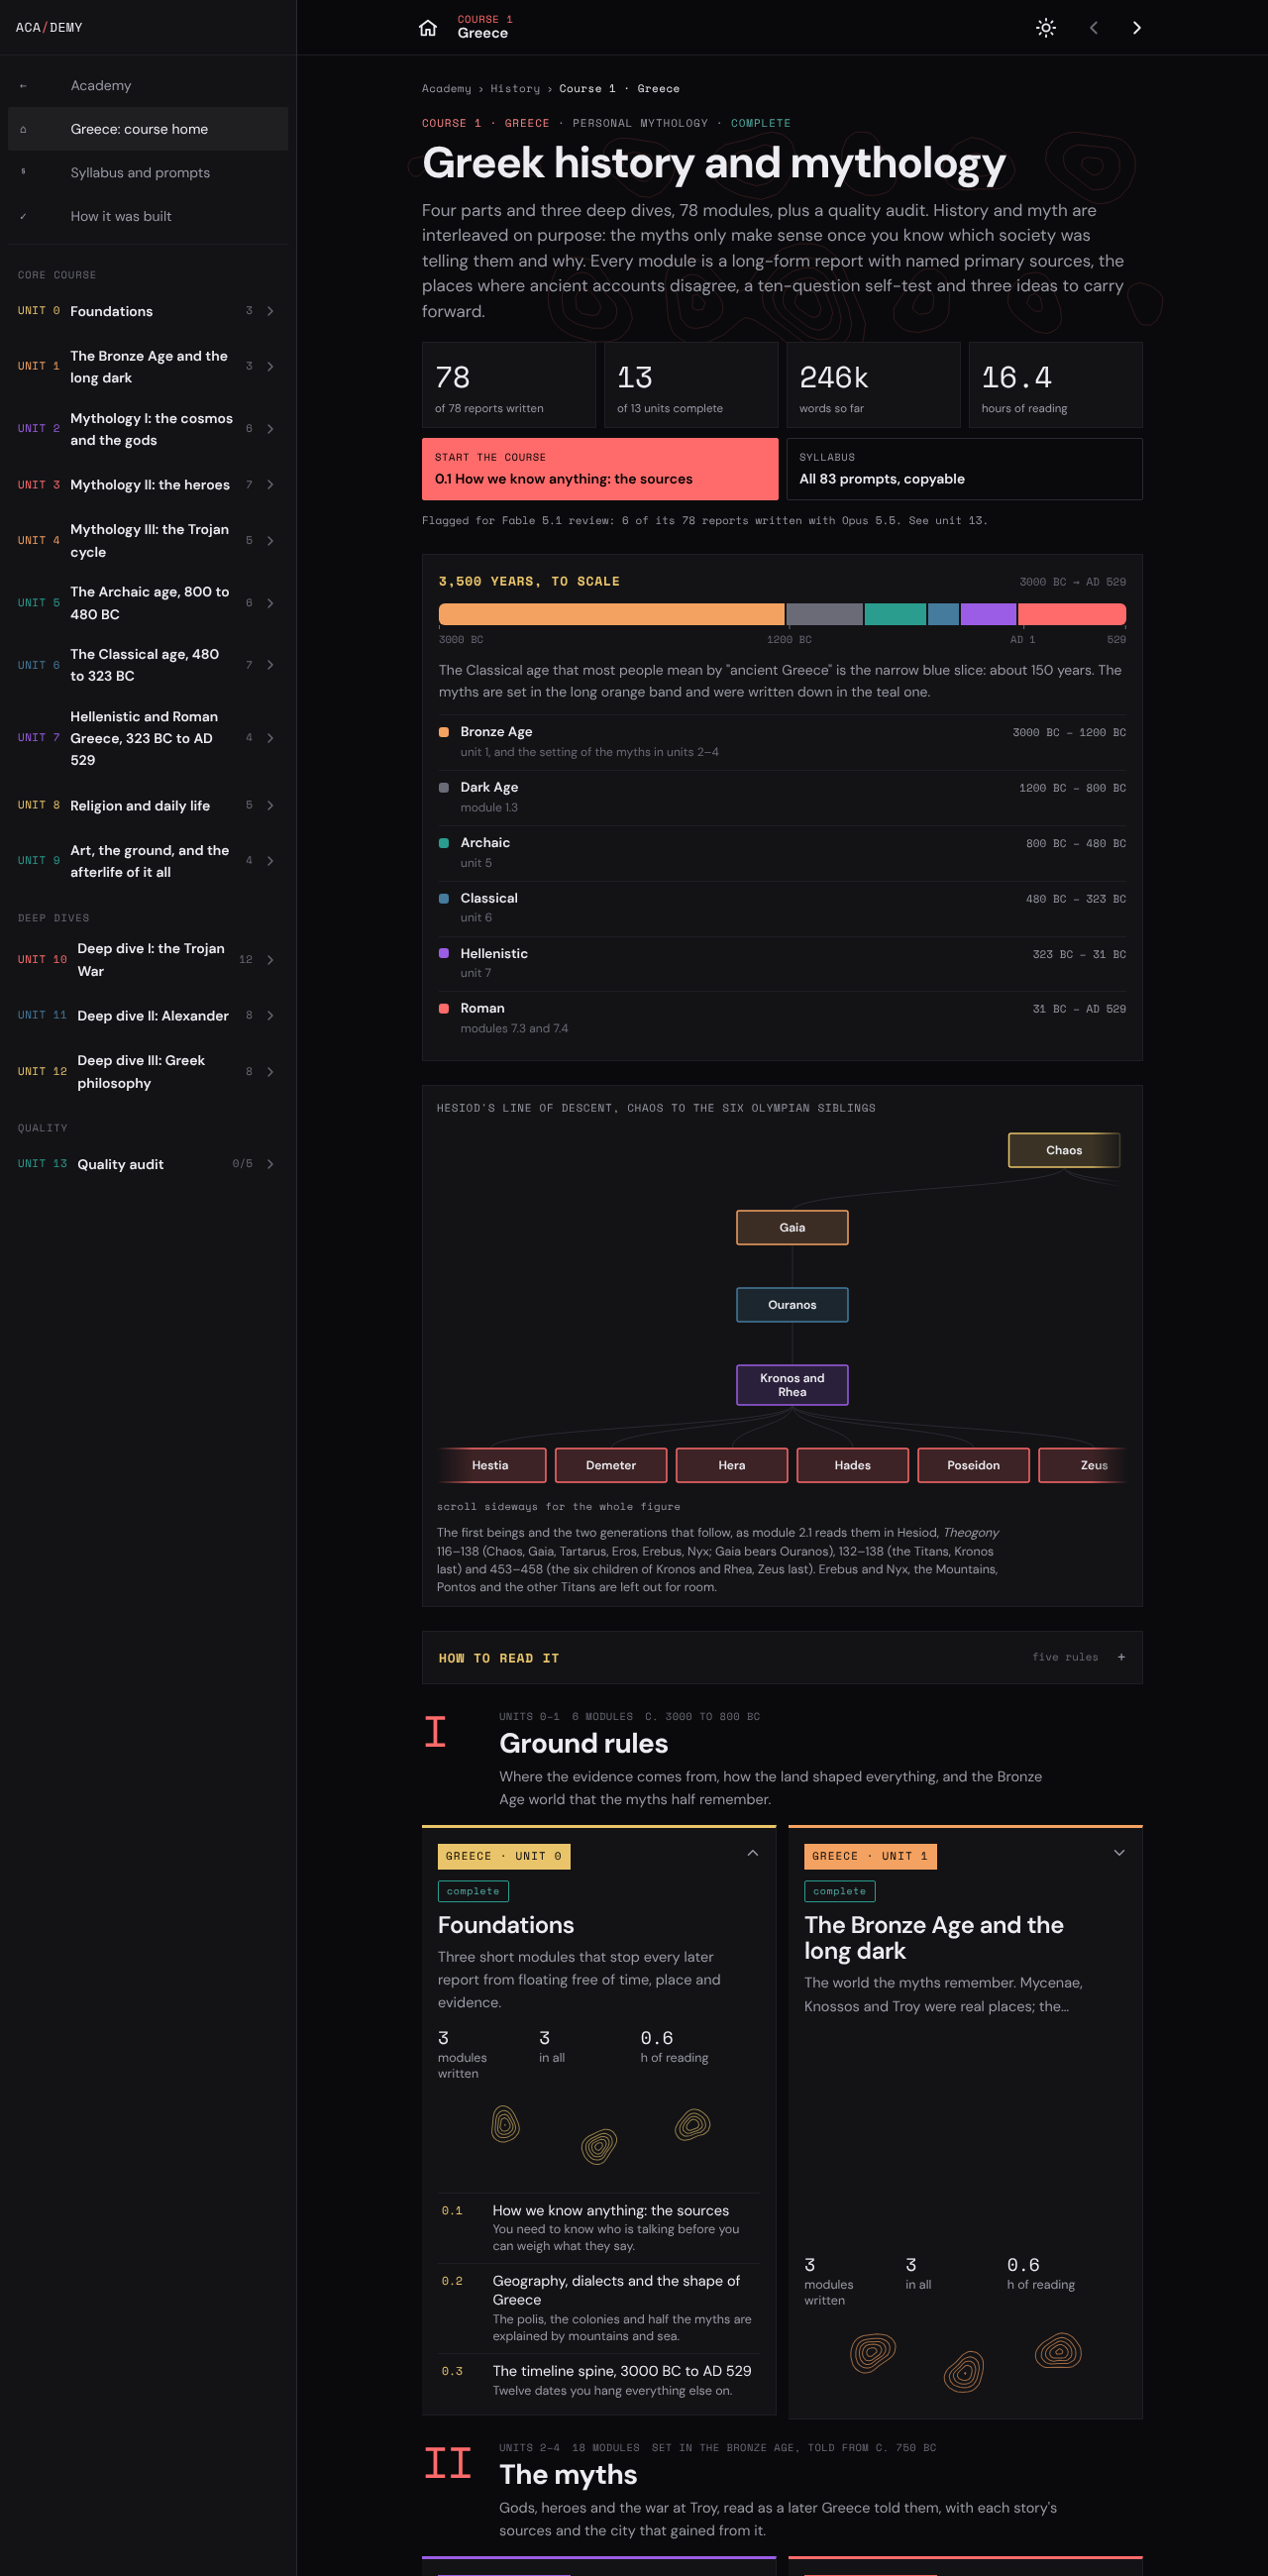 ACA/DEMY
← Academy
⌂ Greece: course home
§ Syllabus and prompts
✓ How it was built
CORE COURSE
UNIT 0 Foundations 3
UNIT 1 The Bronze Age and the long dark 3
UNIT 2 Mythology I: the cosmos and the gods 6
UNIT 3 Mythology II: the heroes 7
UNIT 4 Mythology III: the Trojan cycle 5
UNIT 5 The Archaic age, 800 to 480 BC 6
UNIT 6 The Classical age, 480 to 323 BC 7
UNIT 7 Hellenistic and Roman Greece, 323 BC to AD 529 4
UNIT 8 Religion and daily life 5
UNIT 9 Art, the ground, and the afterlife of it all 4
DEEP DIVES
UNIT 10 Deep dive I: the Trojan War 12
UNIT 11 Deep dive II: Alexander 8
UNIT 12 Deep dive III: Greek philosophy 8
QUALITY
UNIT 13 Quality audit 0/5
COURSE 1
Greece
Academy › History › Course 1 · Greece
COURSE 1 · GREECE · PERSONAL MYTHOLOGY · COMPLETE
Greek history and mythology
Four parts and three deep dives, 78 modules, plus a quality audit. History and myth are
interleaved on purpose: the myths only make sense once you know which society was
telling them and why. Every module is a long-form report with named primary sources, the
places where ancient accounts disagree, a ten-question self-test and three ideas to carry
forward.
78
of 78 reports written
13
of 13 units complete
246k
words so far
16.4
hours of reading
START THE COURSE
0.1 How we know anything: the sources
SYLLABUS
All 83 prompts, copyable
Flagged for Fable 5.1 review: 6 of its 78 reports written with Opus 5.5. See unit 13.
3,500 YEARS, TO SCALE
3000 BC → AD 529
3000 BC 1200 BC AD 1 529
The Classical age that most people mean by "ancient Greece" is the narrow blue slice: about 150 years. The
myths are set in the long orange band and were written down in the teal one.
Bronze Age 3000 BC – 1200 BC
unit 1, and the setting of the myths in units 2–4
Dark Age 1200 BC – 800 BC
module 1.3
Archaic 800 BC – 480 BC
unit 5
Classical 480 BC – 323 BC
unit 6
Hellenistic 323 BC – 31 BC
unit 7
Roman 31 BC – AD 529
modules 7.3 and 7.4
HESIOD'S LINE OF DESCENT, CHAOS TO THE SIX OLYMPIAN SIBLINGS
Chaos
Gaia
Ouranos
Kronos and
Rhea
Hestia Demeter Hera Hades Poseidon Zeus
scroll sideways for the whole figure
The first beings and the two generations that follow, as module 2.1 reads them in Hesiod, Theogony
116–138 (Chaos, Gaia, Tartarus, Eros, Erebus, Nyx; Gaia bears Ouranos), 132–138 (the Titans, Kronos
last) and 453–458 (the six children of Kronos and Rhea, Zeus last). Erebus and Nyx, the Mountains,
Pontos and the other Titans are left out for room.
HOW TO READ IT
five rules +
I
UNITS 0–1 6 MODULES C. 3000 TO 800 BC
Ground rules
Where the evidence comes from, how the land shaped everything, and the Bronze
Age world that the myths half remember.
GREECE · UNIT 0
complete
Foundations
Three short modules that stop every later
report from floating free of time, place and
evidence.
3 3 0.6
modules written in all h of reading
0.1 How we know anything: the sources
You need to know who is talking before you
can weigh what they say.
0.2 Geography, dialects and the shape of
Greece
The polis, the colonies and half the myths are
explained by mountains and sea.
0.3 The timeline spine, 3000 BC to AD 529
Twelve dates you hang everything else on.
GREECE · UNIT 1
complete
The Bronze Age and the
long dark
The world the myths remember. Mycenae,
Knossos and Troy were real places; the…
3 3 0.6
modules written in all h of reading
II
UNITS 2–4 18 MODULES SET IN THE BRONZE AGE, TOLD FROM C. 750 BC
The myths
Gods, heroes and the war at Troy, read as a later Greece told them, with each story's
sources and the city that gained from it.